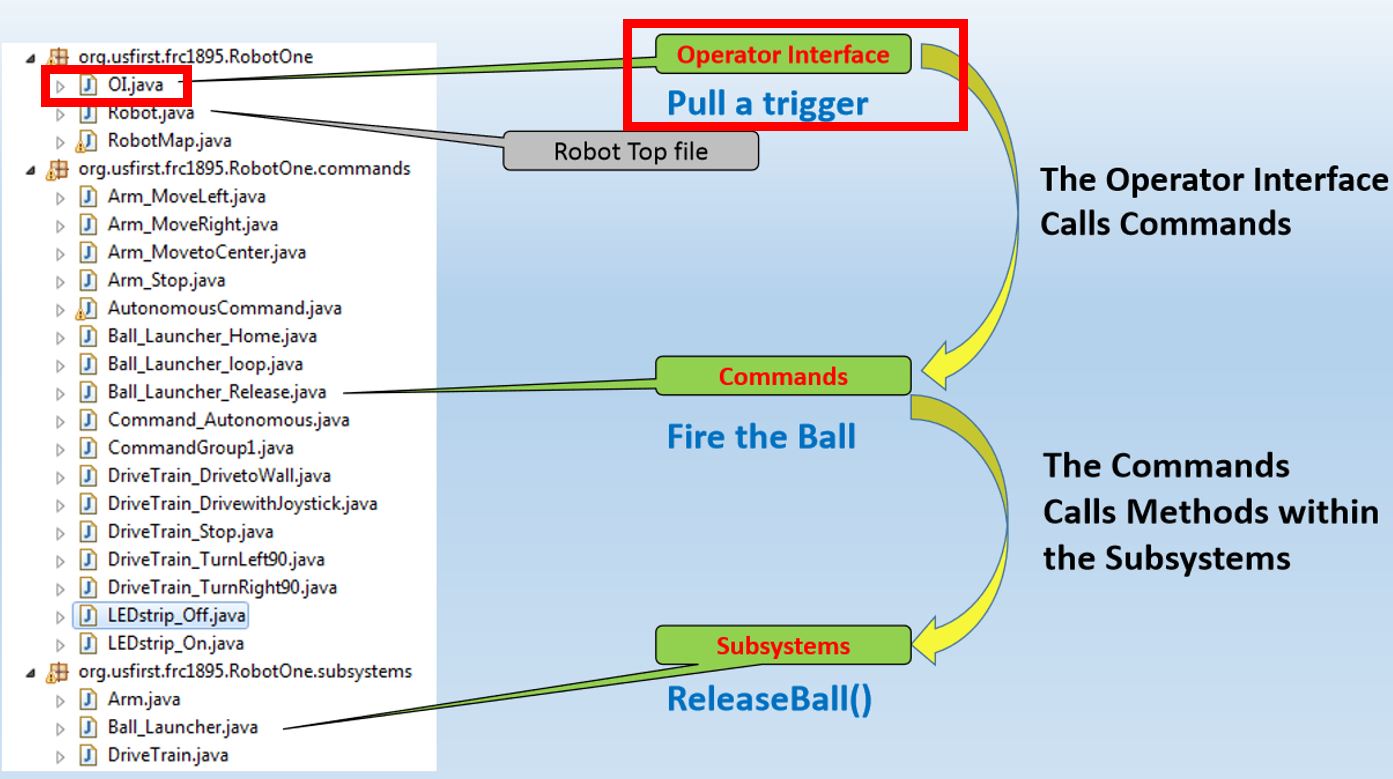 org.usfirst.frc1895.RobotOne
OI.java
Robot.java
RobotMap.java
org.usfirst.frc1895.RobotOne.commands
Arm_MoveLeft.java
Arm_MoveRight.java
Arm_MovetoCenter.java
Arm_Stop.java
AutonomousCommand.java
Ball_Launcher_Home.java
Ball_Launcher_loop.java
Ball_Launcher_Release.java
Command_Autonomous.java
CommandGroup1.java
DriveTrain_DrivetoWall.java
DriveTrain_DrivewithJoystick.java
DriveTrain_Stop.java
DriveTrain_TurnLeft90.java
DriveTrain_TurnRight90.java
LEDstrip_Off.java
LEDstrip_On.java
org.usfirst.frc1895.RobotOne.subsystems
Arm.java
Ball_Launcher.java
DriveTrain.java
Operator Interface
Pull a trigger
Robot Top file
The Operator Interface
Calls Commands
Commands
Fire the Ball
The Commands
Calls Methods within
the Subsystems
Subsystems
ReleaseBall()